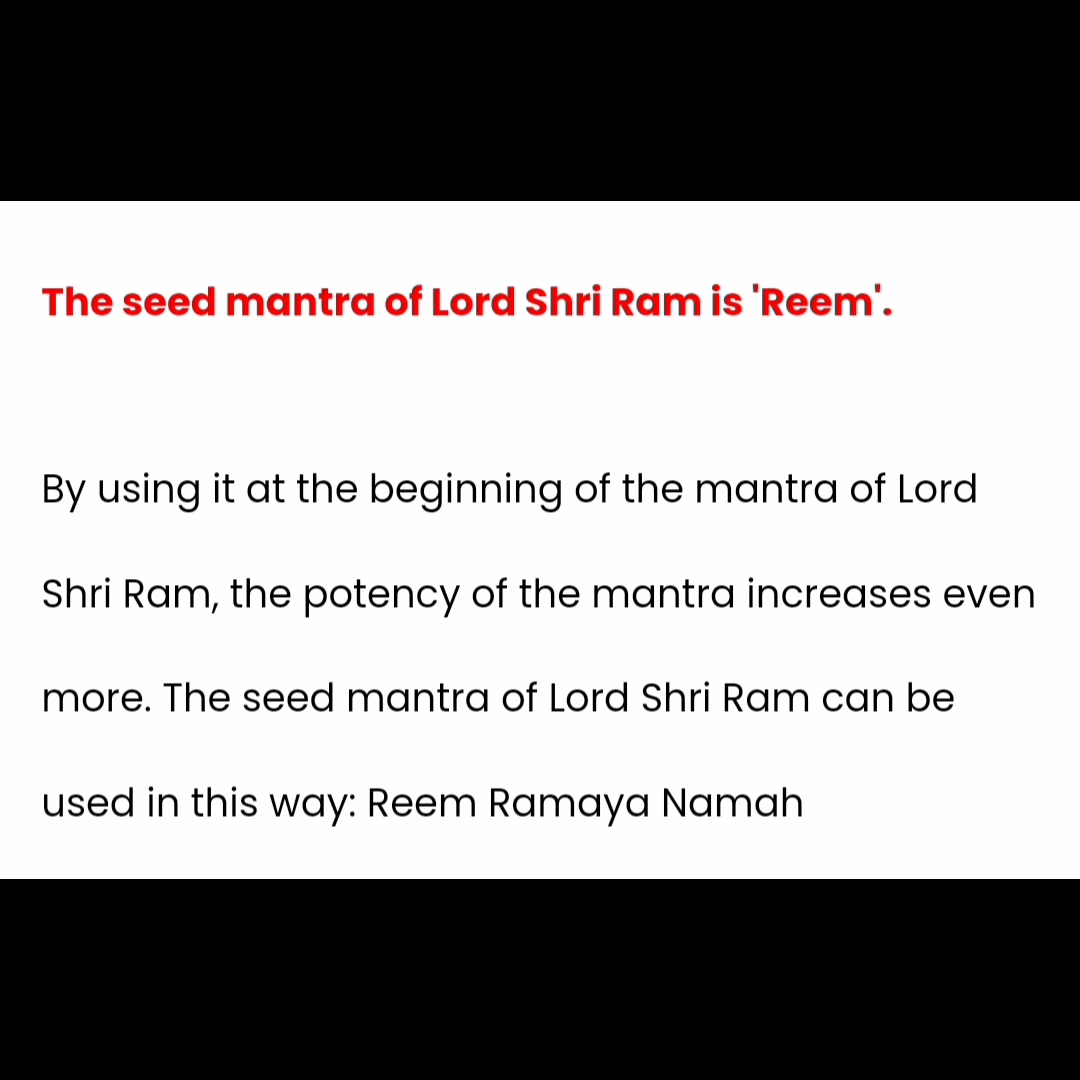 The seed mantra of Lord Shri Ram is 'Reem'.
By using it at the beginning of the mantra of Lord
Shri Ram, the potency of the mantra increases even
more. The seed mantra of Lord Shri Ram can be
used in this way: Reem Ramaya Namah